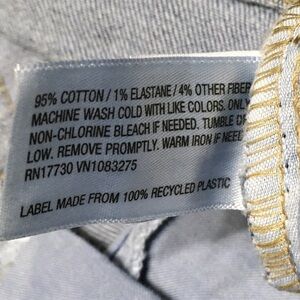 95% COTTON / 1% ELASTANE / 4% OTHER FIBER
MACHINE WASH COLD WITH LIKE COLORS. ONLY
NON-CHLORINE BLEACH IF NEEDED. TUMBLE
LOW. REMOVE PROMPTLY. WARM IRON IF NEED
RN17730 VN1083275
LABEL MADE FROM 100% RECYCLED PLASTIC